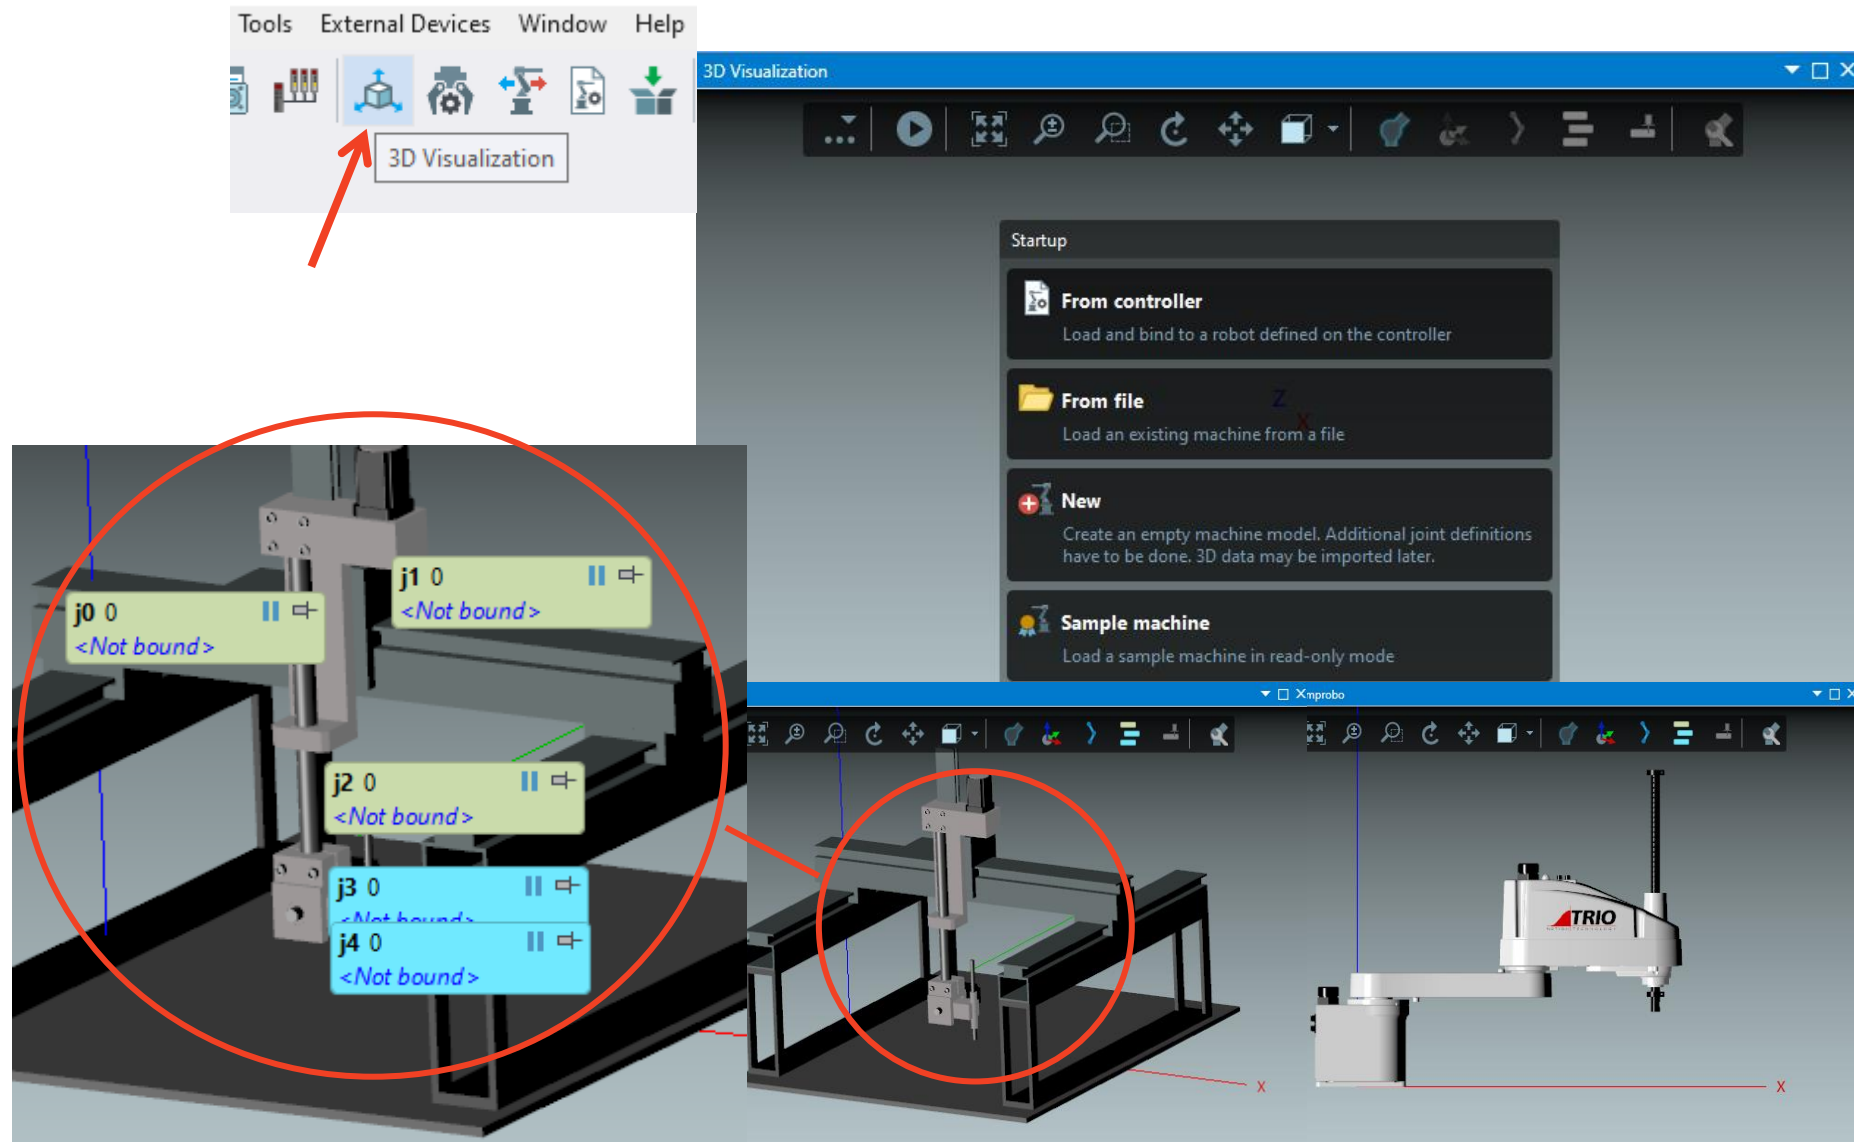 Tools External Devices Window Help
3D Visualization
3D Visualization
Startup
From controller
Load and bind to a robot defined on the controller
From file
Load an existing machine from a file
Z
X
New
Create an empty machine model. Additional joint definitions
have to be done. 3D data may be imported later.
Sample machine
Load a sample machine in read-only mode
j1 0
<Not bound>
j0 0
<Not bound>
j2 0
<Not bound>
j3 0
<Not bound>
j4 0
<Not bound>
X
mprobo
TRIO
X